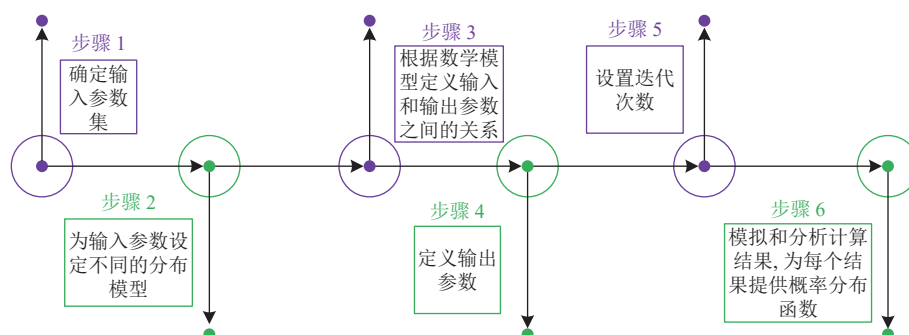 步骤 1
确定输
入参数
集
步骤 2
为输入参数设
定不同的分布
模型
步骤 3
根据数学模
型定义输入
和输出参数
之间的关系
步骤 4
定义输出
参数
步骤 5
设置迭代
次数
步骤 6
模拟和分析计算
结果, 为每个结
果提供概率分布
函数